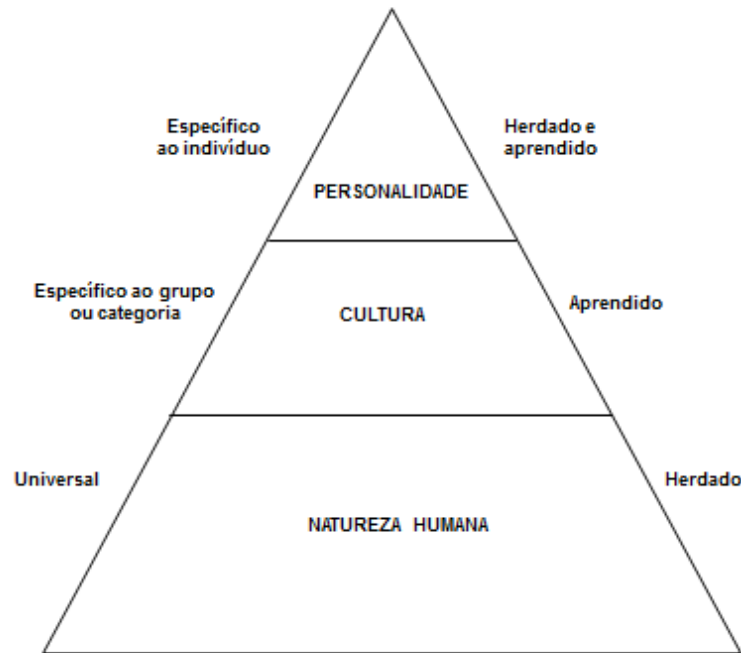 Específico
ao indivíduo
Herdado e
aprendido
PERSONALIDADE
Específico ao grupo
ou categoria
CULTURA
Aprendido
Universal
Herdado
NATUREZA HUMANA